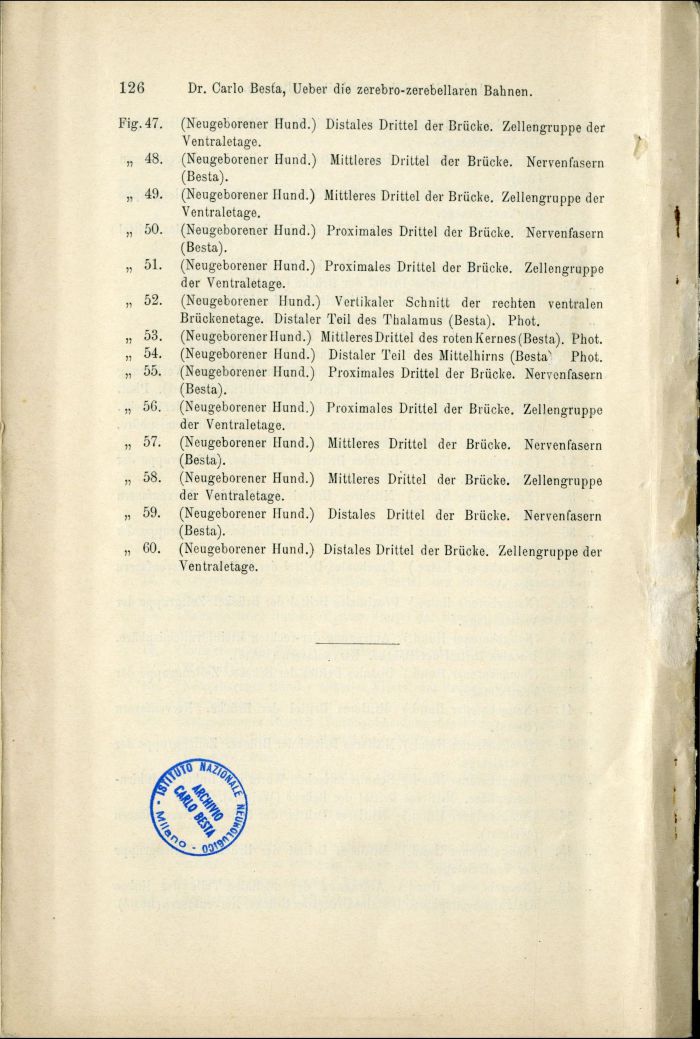 126 Dr. Carlo Besta, Ueber die zerebro-zerebellaren Bahnen.
Fig. 47. (Neugeborener Hund.) Distales Drittel der Brücke. Zellengruppe der
Ventraletage.
„ 48. (Neugeborener Hund.) Mittleres Drittel der Brücke. Nervenfasern
(Besta).
„ 49. (Neugeborener Hund.) Mittleres Drittel der Brücke. Zellengruppe der
Ventraletage.
„ 50. (Neugeborener Hund.) Proximales Drittel der Brücke. Nervenfasern
(Besta).
„ 51. (Neugeborener Hund.) Proximales Drittel der Brücke. Zellengruppe
der Ventraletage.
„ 52. (Neugeborener Hund.) Vertikaler Schnitt der rechten ventralen
Brückenetage. Distaler Teil des Thalamus (Besta). Phot.
„ 53. (Neugeborener Hund.) Mittleres Drittel des roten Kernes (Besta). Phot.
„ 54. (Neugeborener Hund.) Distaler Teil des Mittelhirns (Besta) Phot.
„ 55. (Neugeborener Hund.) Proximales Drittel der Brücke. Nervenfasern
(Besta).
„ 56. (Neugeborener Hund.) Proximales Drittel der Brücke. Zellengruppe
der Ventraletage.
„ 57. (Neugeborener Hund.) Mittleres Drittel der Brücke. Nervenfasern
(Besta).
„ 58. (Neugeborener Hund.) Mittleres Drittel der Brücke. Zellengruppe
der Ventraletage.
„ 59. (Neugeborener Hund.) Distales Drittel der Brücke. Nervenfasern
(Besta).
„ 60. (Neugeborener Hund.) Distales Drittel der Brücke. Zellengruppe der
Ventraletage.
ISTITUTO NAZIONALE NEUROLOGICO
- Milano -
ARCHIVIO
CARLO BESTA